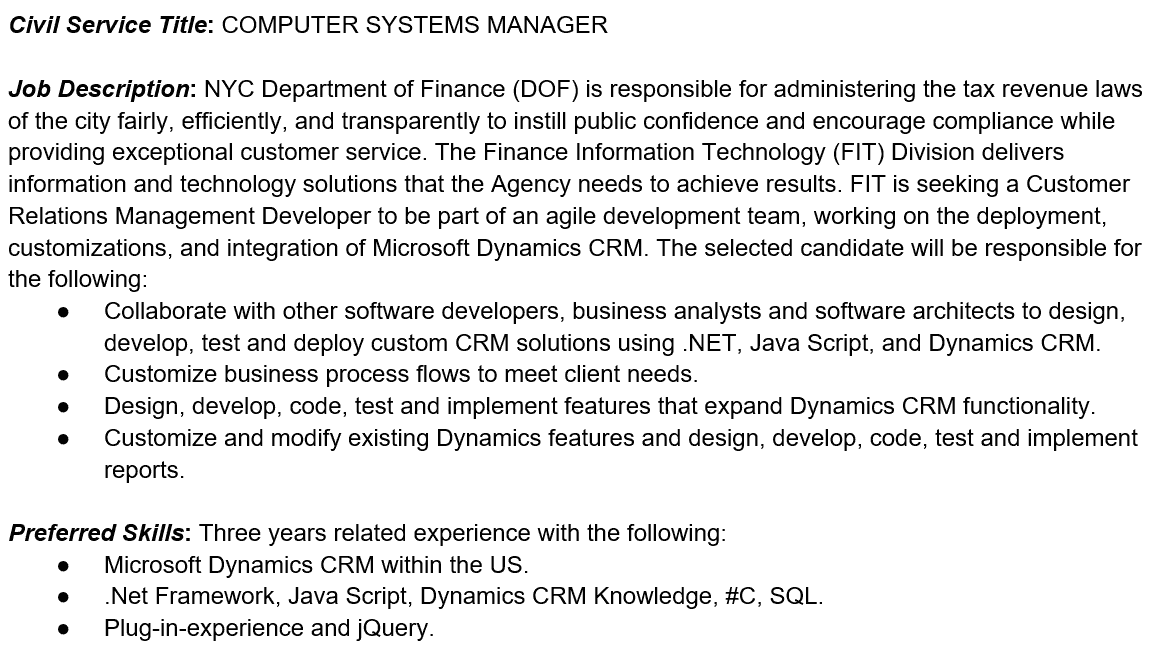 Civil Service Title: COMPUTER SYSTEMS MANAGER
Job Description: NYC Department of Finance (DOF) is responsible for administering the tax revenue laws
of the city fairly, efficiently, and transparently to instill public confidence and encourage compliance while
providing exceptional customer service. The Finance Information Technology (FIT) Division delivers
information and technology solutions that the Agency needs to achieve results. FIT is seeking a Customer
Relations Management Developer to be part of an agile development team, working on the deployment,
customizations, and integration of Microsoft Dynamics CRM. The selected candidate will be responsible for
the following:
● Collaborate with other software developers, business analysts and software architects to design,
develop, test and deploy custom CRM solutions using .NET, Java Script, and Dynamics CRM.
● Customize business process flows to meet client needs.
● Design, develop, code, test and implement features that expand Dynamics CRM functionality.
● Customize and modify existing Dynamics features and design, develop, code, test and implement
reports.
Preferred Skills: Three years related experience with the following:
● Microsoft Dynamics CRM within the US.
● .Net Framework, Java Script, Dynamics CRM Knowledge, #C, SQL.
● Plug-in-experience and jQuery.